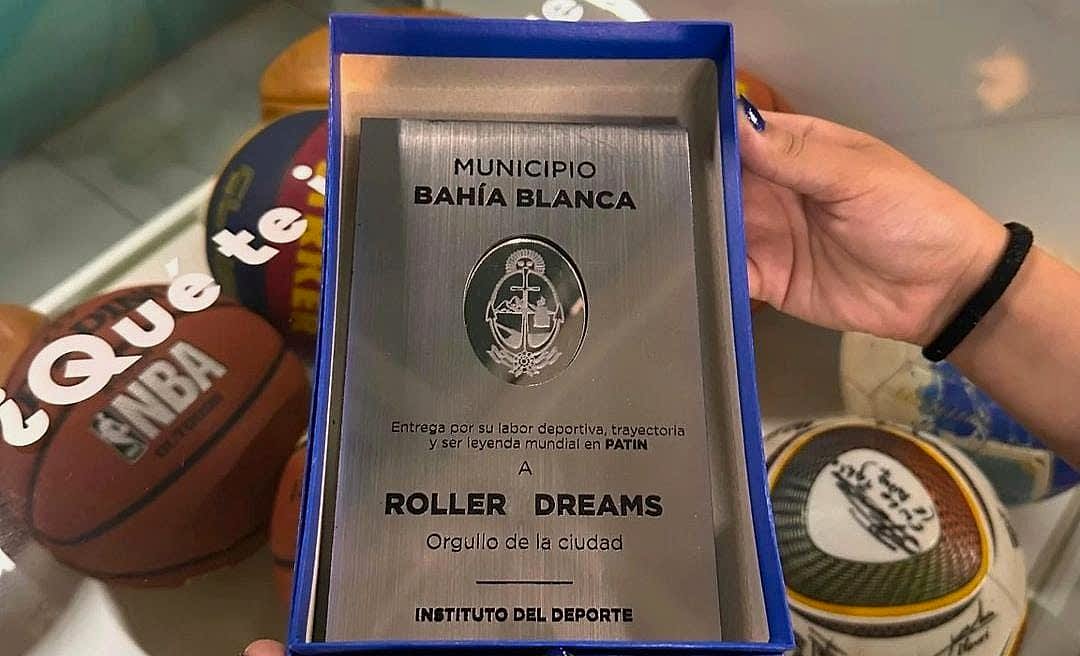 ¿Qué te
MUNICIPIO
BAHÍA BLANCA
NBA
Entrega por su labor deportiva, trayectoria
y ser leyenda mundial en PATIN
A
ROLLER DREAMS
Orgullo de la ciudad
INSTITUTO DEL DEPORTE